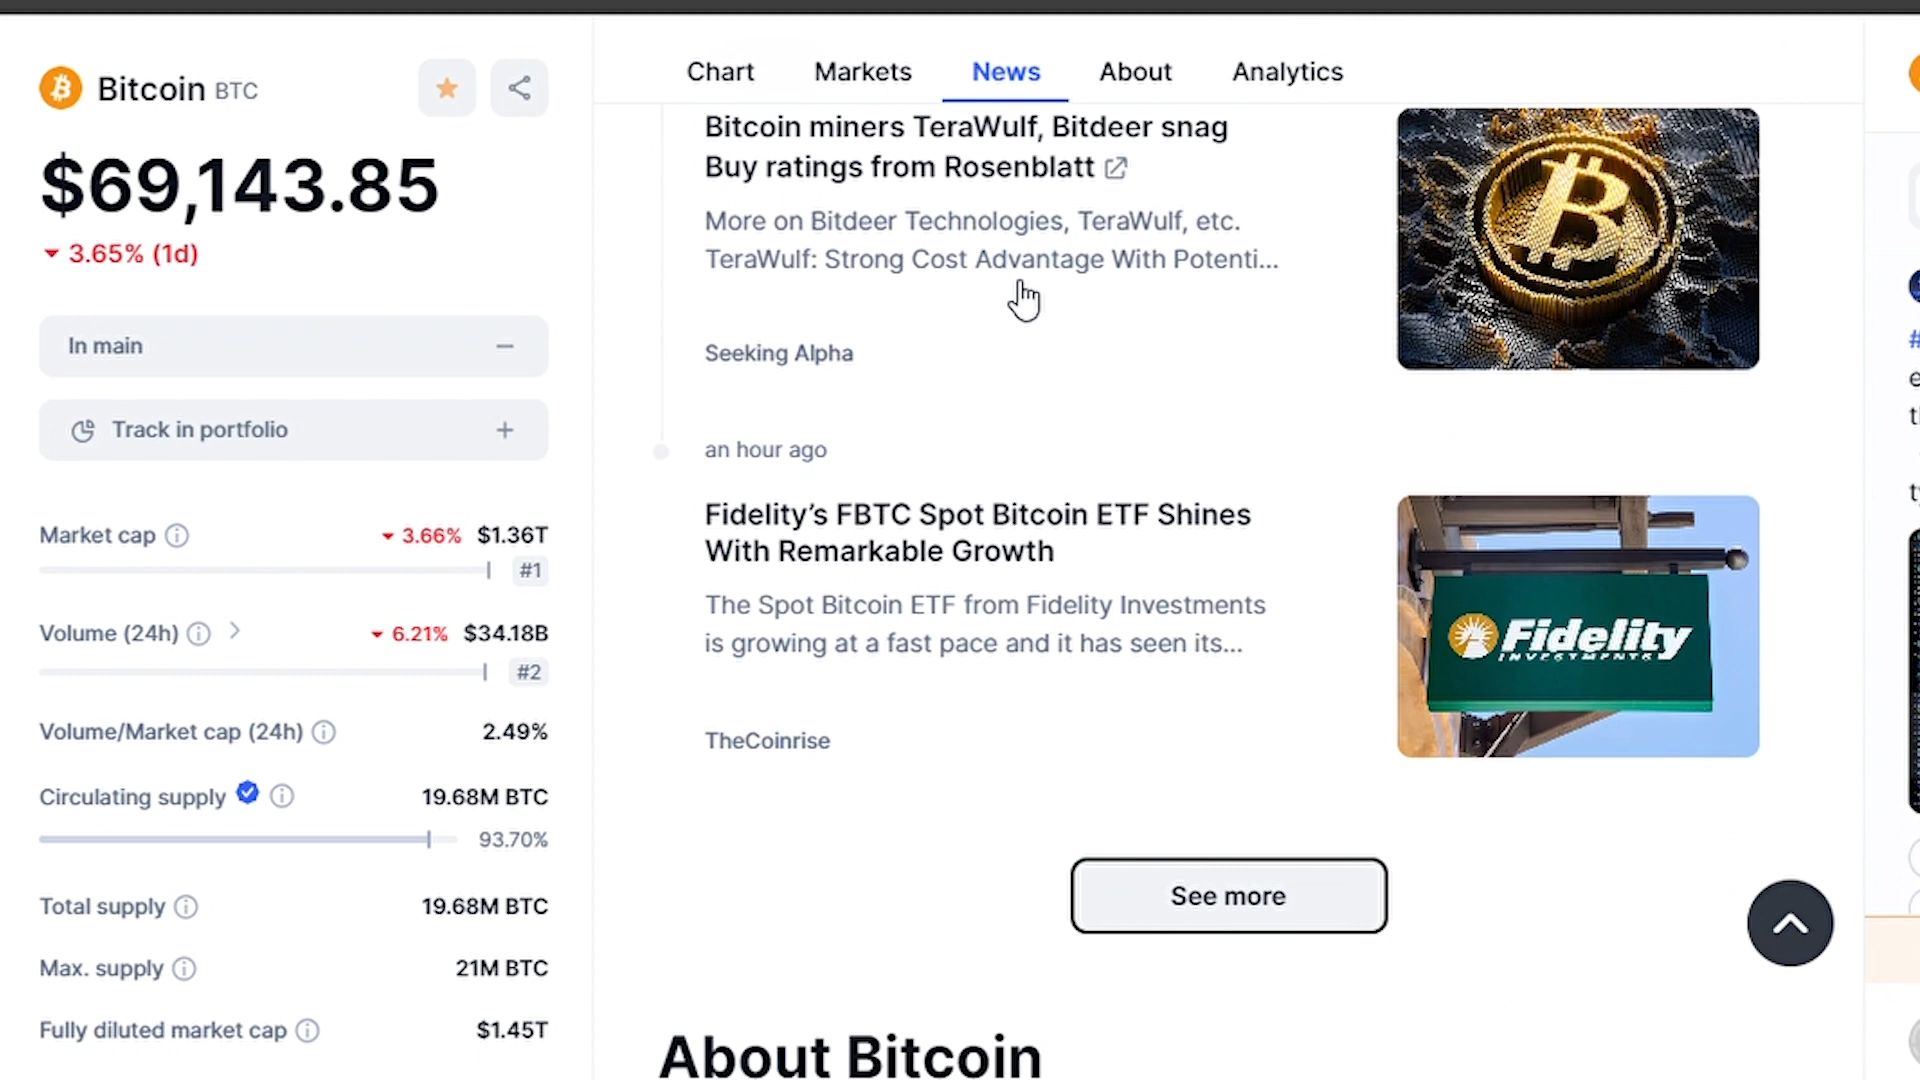 Bitcoin BTC
$69,143.85
3.65% (1d)
In main
Track in portfolio
Market cap 3.66% $1.36T
#1
Volume (24h) 6.21% $34.18B
#2
Volume/Market cap (24h) 2.49%
Circulating supply 19.68M BTC
93.70%
Total supply 19.68M BTC
Max. supply 21M BTC
Fully diluted market cap $1.45T
Chart Markets News About Analytics
Bitcoin miners TeraWulf, Bitdeer snag
Buy ratings from Rosenblatt
More on Bitdeer Technologies, TeraWulf, etc.
TeraWulf: Strong Cost Advantage With Potenti...
Seeking Alpha
an hour ago
Fidelity’s FBTC Spot Bitcoin ETF Shines
With Remarkable Growth
The Spot Bitcoin ETF from Fidelity Investments
is growing at a fast pace and it has seen its...
TheCoinrise
Fidelity
INVESTMENTS
See more
About Bitcoin